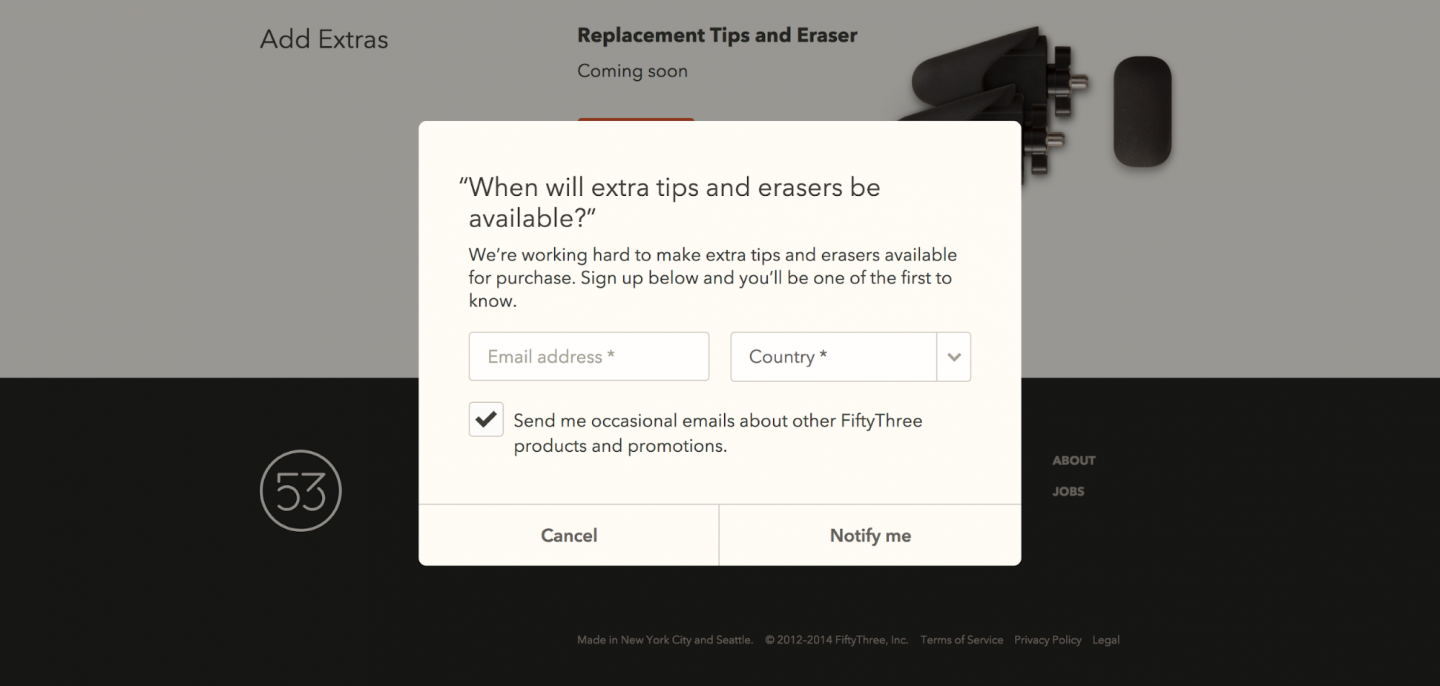 Add Extras
Replacement Tips and Eraser
Coming soon
“When will extra tips and erasers be
available?”
We’re working hard to make extra tips and erasers available
for purchase. Sign up below and you’ll be one of the first to
know.
Email address *
Country *
Send me occasional emails about other FiftyThree
products and promotions.
Cancel
Notify me
53
ABOUT
JOBS
Made in New York City and Seattle. © 2012-2014 FiftyThree, Inc. Terms of Service Privacy Policy Legal